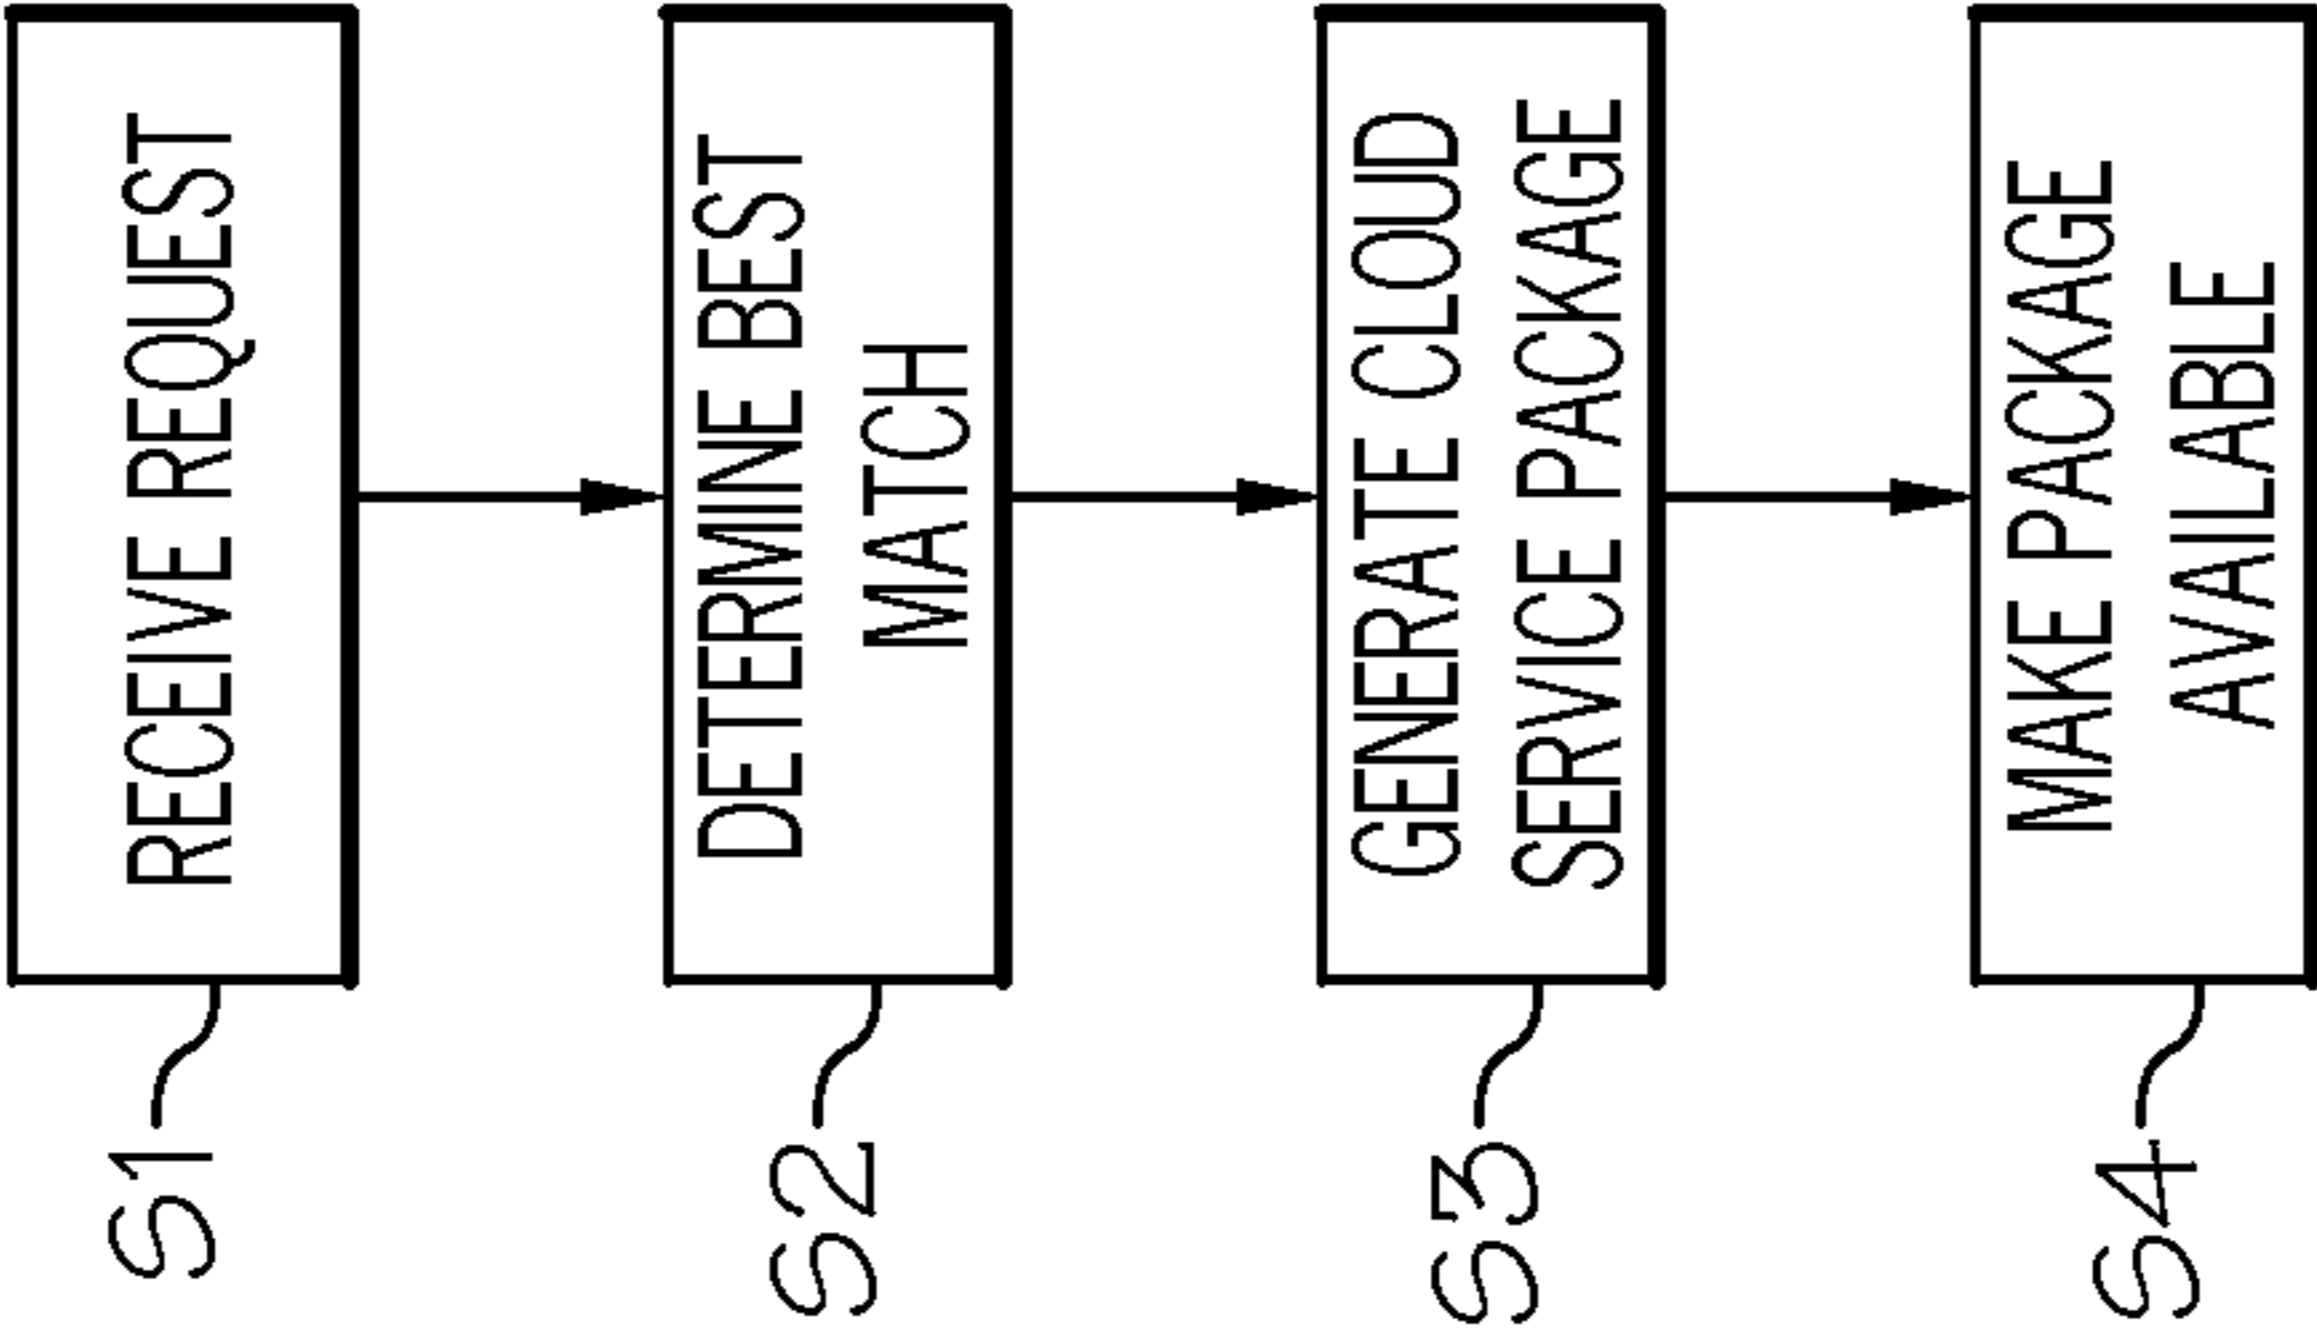 S1
RECEIVE REQUEST
S2
DETERMINE BEST
MATCH
S3
GENERATE CLOUD
SERVICE PACKAGE
S4
MAKE PACKAGE
AVAILABLE